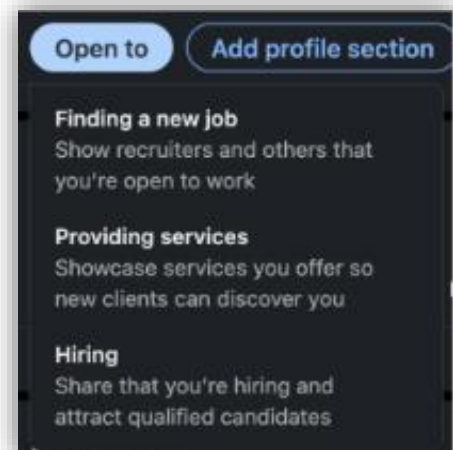 Open to
Add profile section
Finding a new job
Show recruiters and others that
you're open to work
Providing services
Showcase services you offer so
new clients can discover you
Hiring
Share that you're hiring and
attract qualified candidates